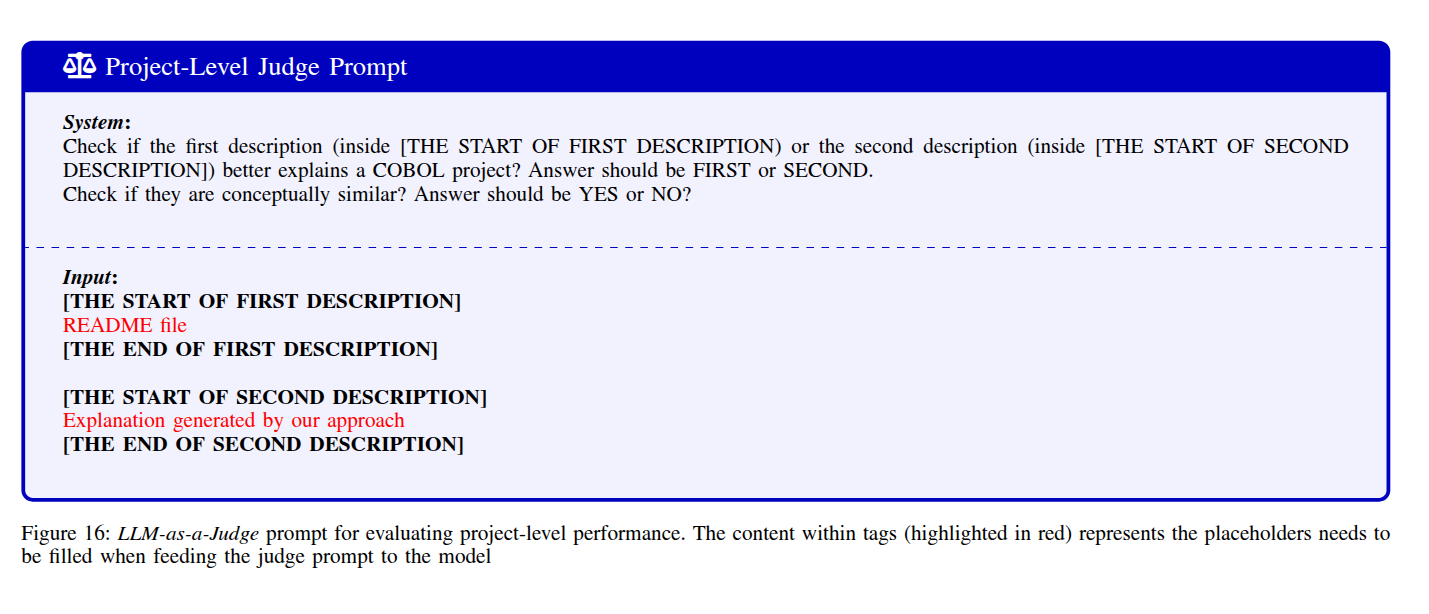 Project-Level Judge Prompt
System:
Check if the first description (inside [THE START OF FIRST DESCRIPTION) or the second description (inside [THE START OF SECOND
DESCRIPTION]) better explains a COBOL project? Answer should be FIRST or SECOND.
Check if they are conceptually similar? Answer should be YES or NO?
Input:
[THE START OF FIRST DESCRIPTION]
README file
[THE END OF FIRST DESCRIPTION]
[THE START OF SECOND DESCRIPTION]
Explanation generated by our approach
[THE END OF SECOND DESCRIPTION]
Figure 16: LLM-as-a-Judge prompt for evaluating project-level performance. The content within tags (highlighted in red) represents the placeholders needs to
be filled when feeding the judge prompt to the model